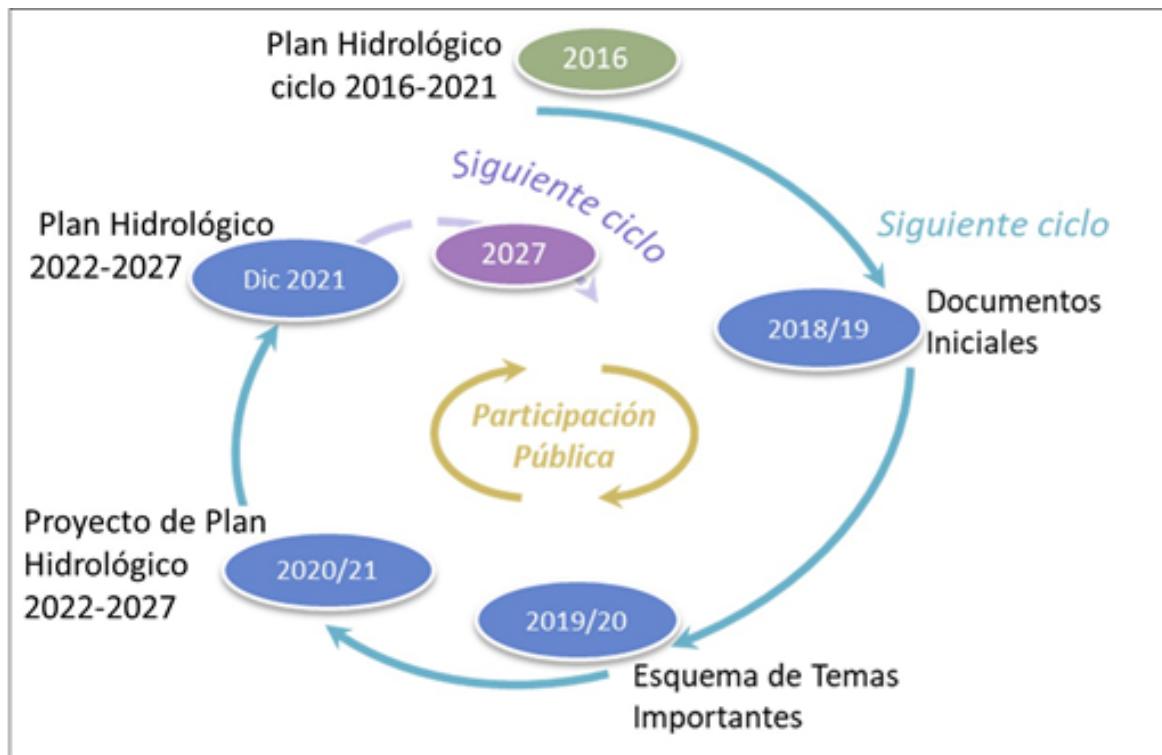 Plan Hidrológico
ciclo 2016-2021
2016
Siguiente ciclo
Siguiente ciclo
Plan Hidrológico
2022-2027
Dic 2021
2027
2018/19
Documentos
Iniciales
Participación
Pública
Proyecto de Plan
Hidrológico
2022-2027
2020/21
2019/20
Esquema de Temas
Importantes